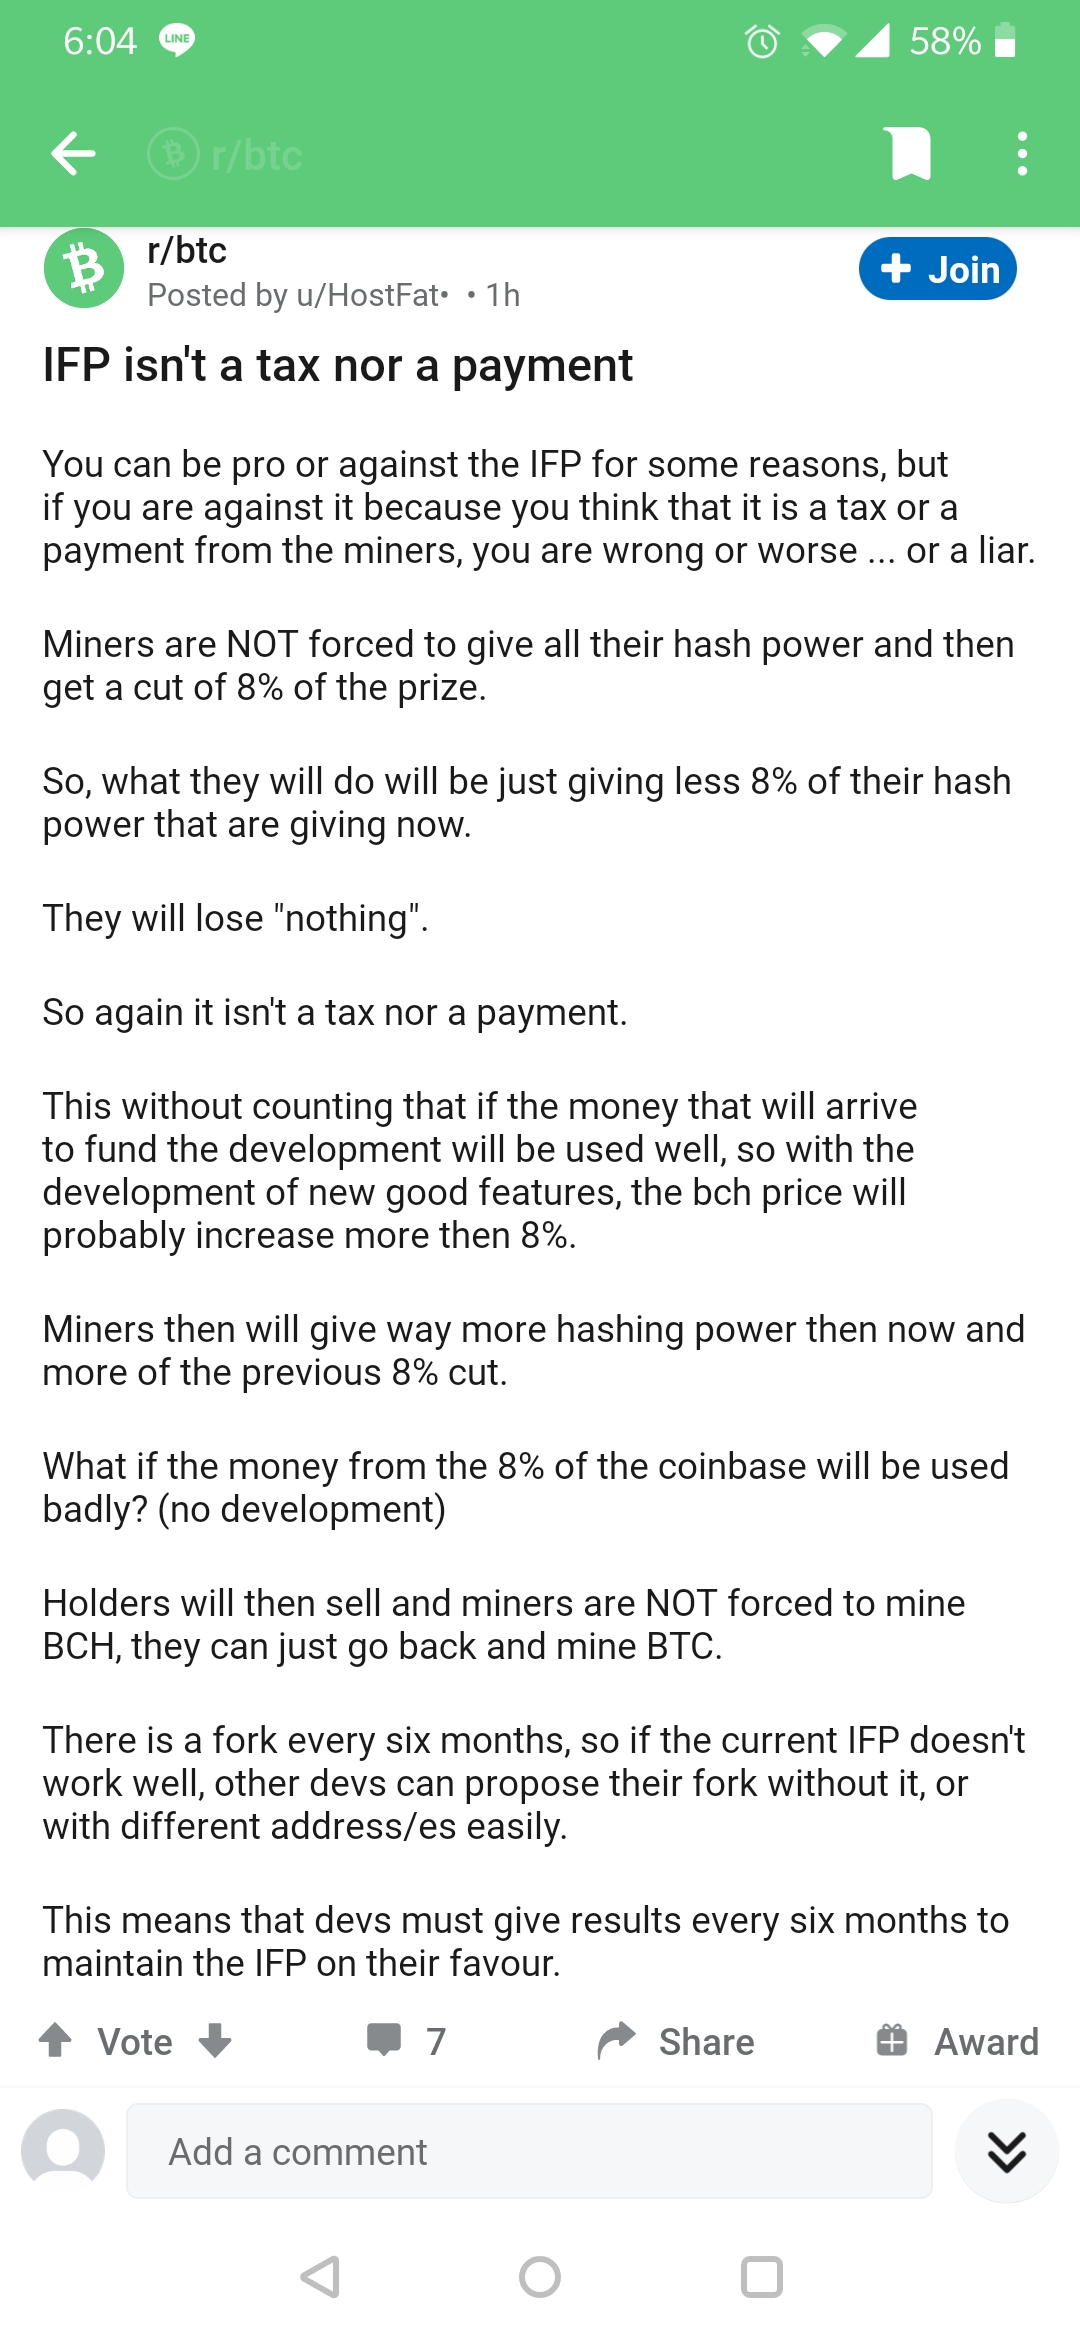 6:04 LINE 58%
r/btc
r/btc
Posted by u/HostFat• • 1h
+ Join
IFP isn't a tax nor a payment
You can be pro or against the IFP for some reasons, but
if you are against it because you think that it is a tax or a
payment from the miners, you are wrong or worse ... or a liar.
Miners are NOT forced to give all their hash power and then
get a cut of 8% of the prize.
So, what they will do will be just giving less 8% of their hash
power that are giving now.
They will lose "nothing".
So again it isn't a tax nor a payment.
This without counting that if the money that will arrive
to fund the development will be used well, so with the
development of new good features, the bch price will
probably increase more then 8%.
Miners then will give way more hashing power then now and
more of the previous 8% cut.
What if the money from the 8% of the coinbase will be used
badly? (no development)
Holders will then sell and miners are NOT forced to mine
BCH, they can just go back and mine BTC.
There is a fork every six months, so if the current IFP doesn't
work well, other devs can propose their fork without it, or
with different address/es easily.
This means that devs must give results every six months to
maintain the IFP on their favour.
Vote 7 Share Award
Add a comment